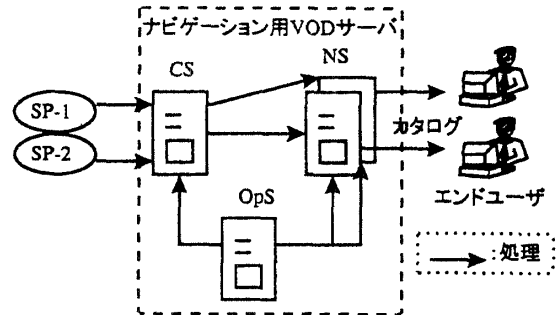 ナビゲーション用VODサーバ
CS
NS
SP-1
SP-2
カタログ
OpS
エンドユーザ
:処理